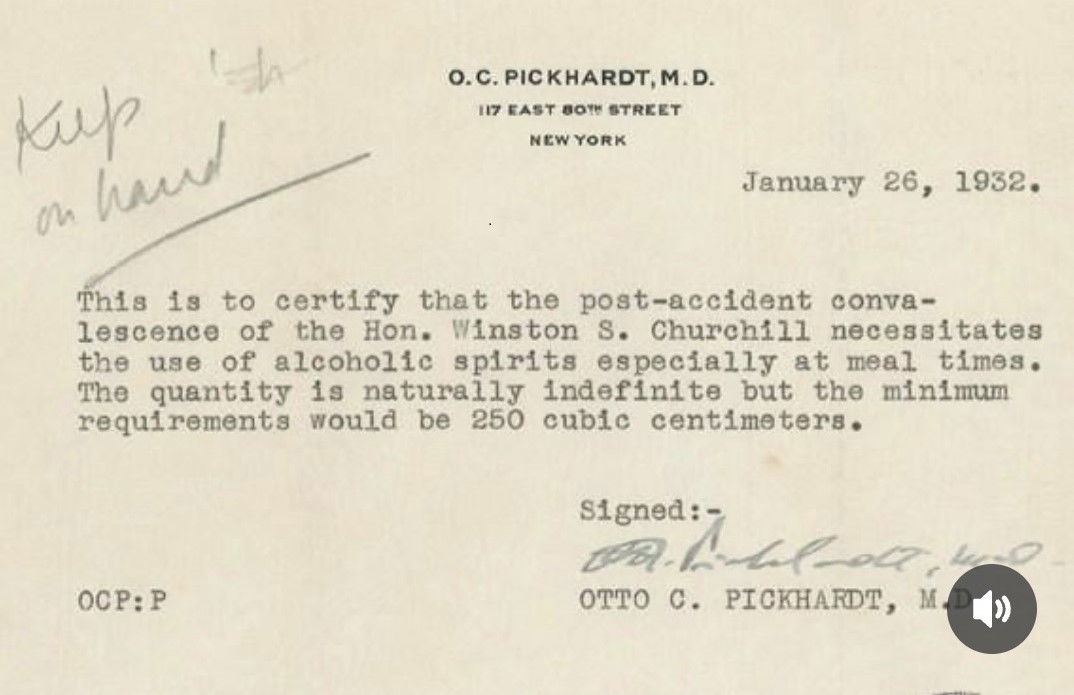 Keep
on hand
O.C. PICKHARDT, M.D.
117 EAST 80TH STREET
NEW YORK
January 26, 1932.
This is to certify that the post-accident conva-
lescence of the Hon. Winston S. Churchill necessitates
the use of alcoholic spirits especially at meal times.
The quantity is naturally indefinite but the minimum
requirements would be 250 cubic centimeters.
Signed:-
OCP:P
OTTO C. PICKHARDT, M.D